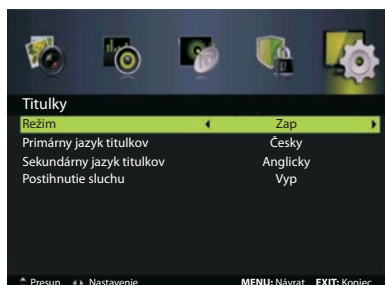 Titulky
Režim Zap
Primárny jazyk titulkov Česky
Sekundárny jazyk titulkov Anglicky
Postihnutie sluchu Vyp
Presun Nastavenie MENU: Návrat EXIT: Koniec